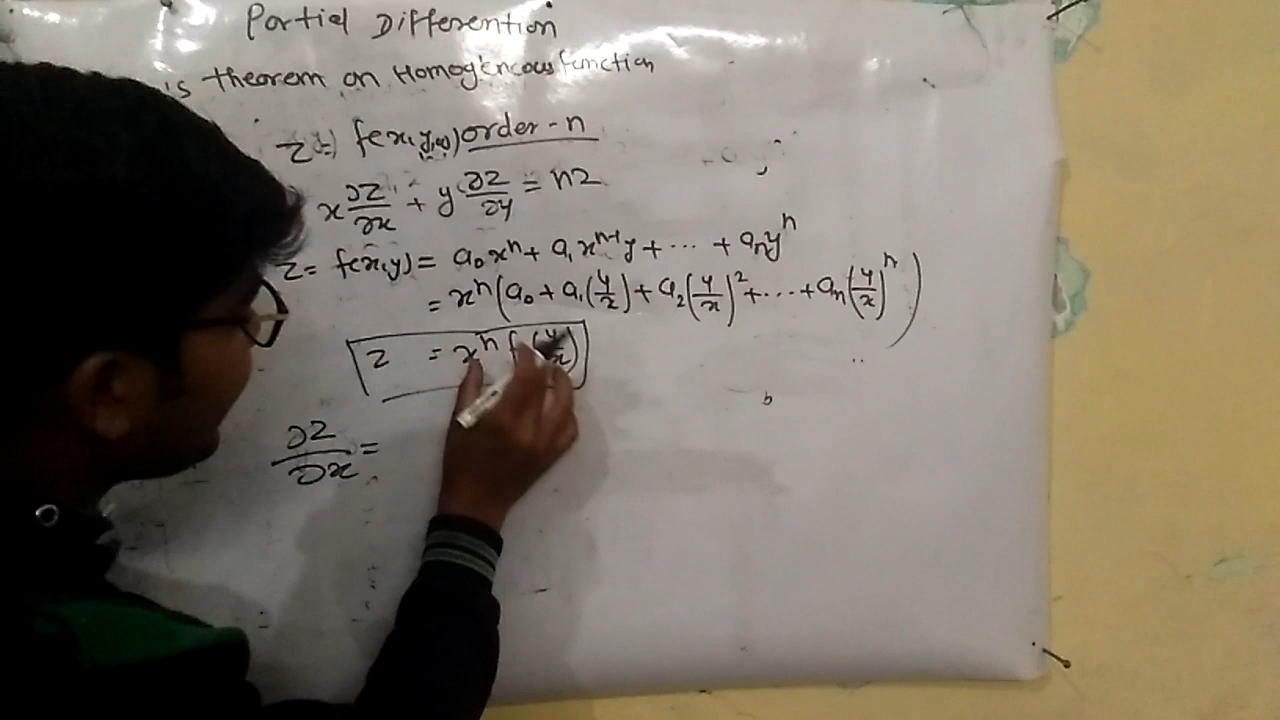 Partial Differention
's theorem on Homogeneous function
z = f(x, y) order - n
x ∂z/∂x + y ∂z/∂y = nz
z = f(x,y) = a₀xⁿ + a₁xⁿ⁻¹y + ... + aₙyⁿ
= xⁿ(a₀ + a₁(y/x) + a₂(y/x)² + ... + aₙ(y/x)ⁿ)
z = xⁿ f(y/x)
∂z/∂x =